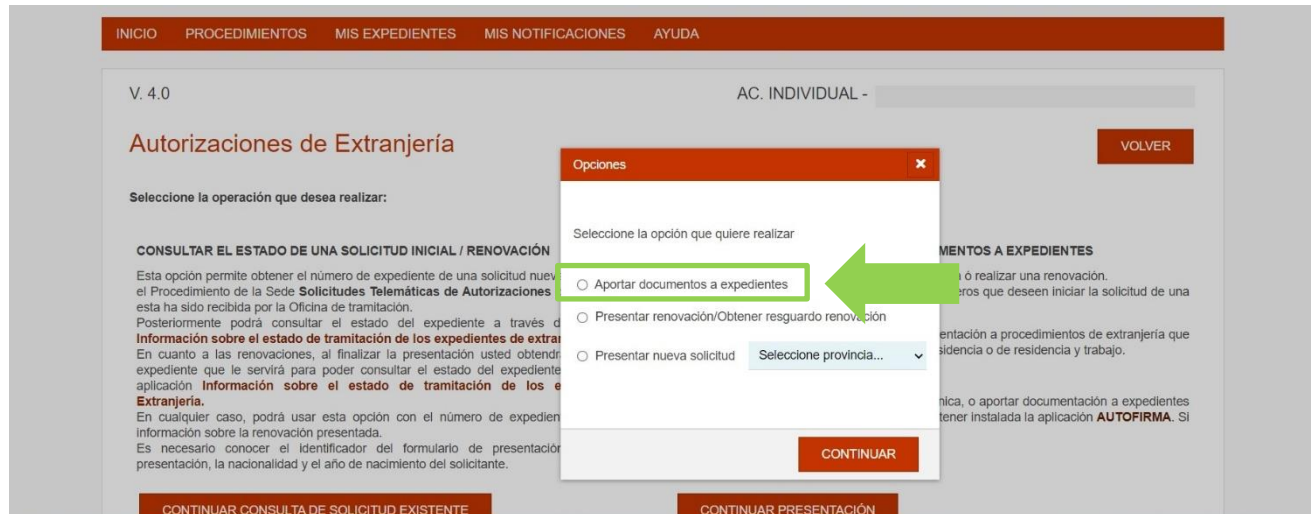 INICIO PROCEDIMIENTOS MIS EXPEDIENTES MIS NOTIFICACIONES AYUDA
V. 4.0 AC. INDIVIDUAL -
Autorizaciones de Extranjería
VOLVER
Seleccione la operación que desea realizar:
CONSULTAR EL ESTADO DE UNA SOLICITUD INICIAL / RENOVACIÓN
Esta opción permite obtener el número de expediente de una solicitud
el Procedimiento de la Sede Solicitudes Telemáticas de Autorizaciones
esta ha sido recibida por la Oficina de tramitación.
Posteriormente podrá consultar el estado del expediente a través
Información sobre el estado de tramitación de los expedientes de
En cuanto a las renovaciones, al finalizar la presentación usted
expediente que le servirá para poder consultar el estado del expediente
aplicación Información sobre el estado de tramitación de los
Extranjería.
En cualquier caso, podrá usar esta opción con el número de
información sobre la renovación presentada.
Es necesario conocer el identificador del formulario de presentación
presentación, la nacionalidad y el año de nacimiento del solicitante.
CONTINUAR CONSULTA DE SOLICITUD EXISTENTE
Opciones
Seleccione la opción que quiere realizar
Aportar documentos a expedientes
Presentar renovación/Obtener resguardo renovación
Presentar nueva solicitud Seleccione provincia...
CONTINUAR
A EXPEDIENTES
ó realizar una renovación.
que deseen iniciar la solicitud de una
a procedimientos de extranjería que
o de residencia y trabajo.
o aportar documentación a expedientes
tener instalada la aplicación AUTOFIRMA. Si
CONTINUAR PRESENTACIÓN